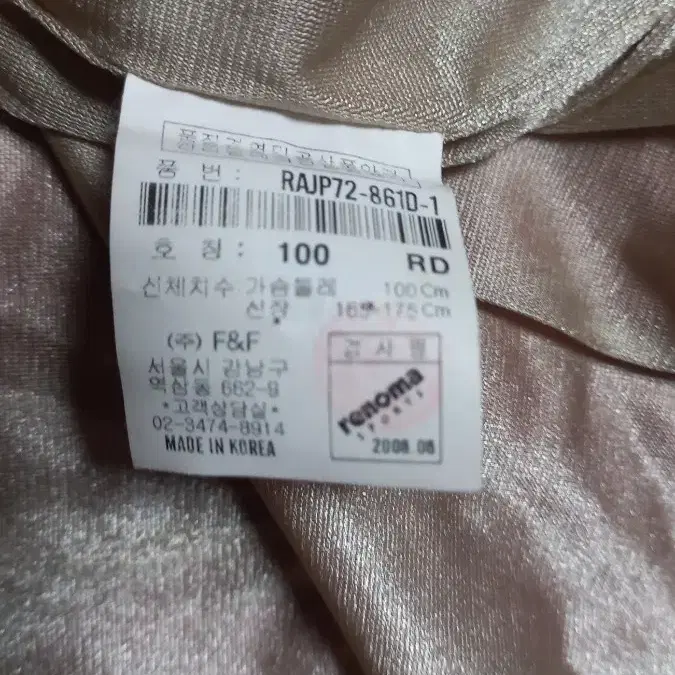 품질검영및공산품안전
품 번 : RAJP72-861D-1
호 칭 : 100 RD
신체치수 가슴둘레 100 Cm
신장 165-175 Cm
(주) F&F
서울시 강남구
역삼동 662-9
*고객상담실*
02-3474-8914
MADE IN KOREA
검 사 필
renoma
SPORTS
2008.08